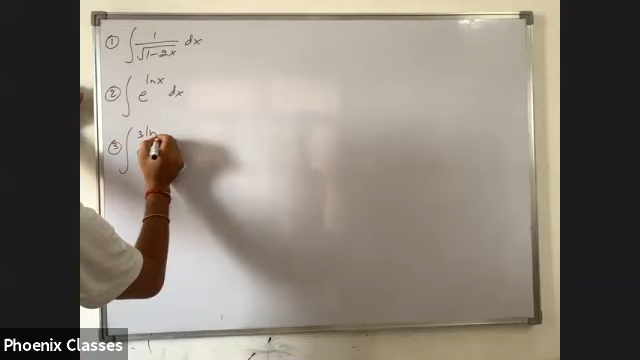 ① ∫ 1/√(1-2x) dx
② ∫ e^(lnx) dx
③ ∫ 3ln
Phoenix Classes